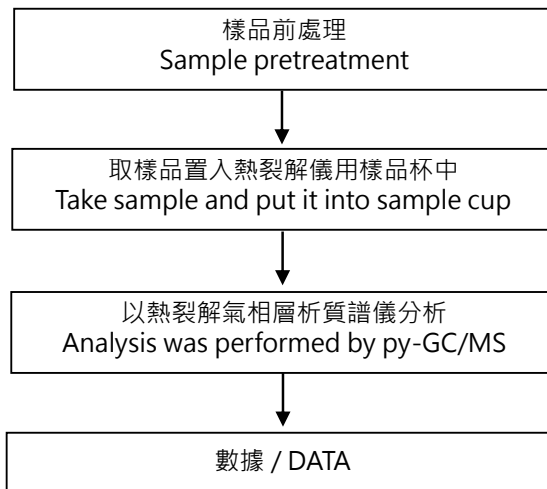 樣品前處理
Sample pretreatment
取樣品置入熱裂解儀用樣品杯中
Take sample and put it into sample cup
以熱裂解氣相層析質譜儀分析
Analysis was performed by py-GC/MS
數據 / DATA